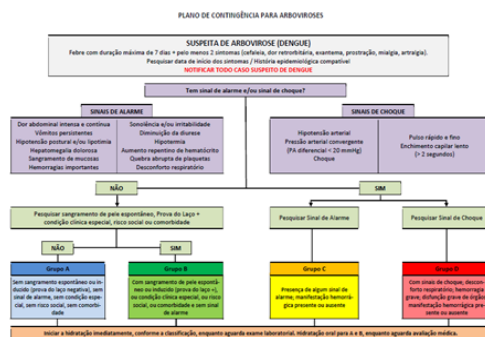 PLANO DE CONTINGÊNCIA PARA ARBOVIROSES
SUSPEITA DE ARBOVIROSE (DENGUE)
Febre com duração máxima de 7 dias + pelo menos 2 sintomas (cefaleia, dor retrorbitária, exantema, prostração, mialgia, artralgia).
Pesquisar data de início dos sintomas / História epidemiológica compatível
NOTIFICAR TODO CASO SUSPEITO DE DENGUE
Tem sinal de alarme e/ou sinal de choque?
SINAIS DE ALARME
Dor abdominal intensa e contínua
Vômitos persistentes
Hipotensão postural e/ou lipotimia
Hepatomegalia dolorosa
Sangramento de mucosas
Hemorragias importantes
Sonolência e/ou irritabilidade
Diminuição da diurese
Hipotermia
Aumento repentino de hematócrito
Quebra abrupta de plaquetas
Desconforto respiratório
SINAIS DE CHOQUE
Hipotensão arterial
Pressão arterial convergente
(PA diferencial < 20 mmHg)
Choque
Pulso rápido e fino
Enchimento capilar lento
(> 2 segundos)
NÃO
SIM
Pesquisar sangramento de pele espontâneo, Prova do Laço +
condição clínica especial, risco social ou comorbidade
Pesquisar Sinal de Alarme
Pesquisar Sinal de Choque
NÃO
SIM
Grupo A
Sem sangramento espontâneo ou in-
duzido (prova do laço negativa), sem
sinal de alarme, sem condição espe-
cial, sem risco social, sem comorbi-
dade
Grupo B
Com sangramento de pele espontâ-
neo ou induzido (prova do laço +),
ou condição clínica especial, ou risco
social, ou comorbidade e sem sinal
de alarme
Grupo C
Presença de algum sinal de
alarme, manifestação hemorrá-
gica presente ou ausente
Grupo D
Com sinais de choque, descon-
forto respiratório, hemorragia
grave; disfunção grave de órgãos;
manifestação hemorrágica pre-
sente ou ausente
Iniciar a hidratação imediatamente, conforme a classificação, enquanto aguarda exame laboratorial. Hidratação oral para A e B, enquanto aguarda avaliação médica.